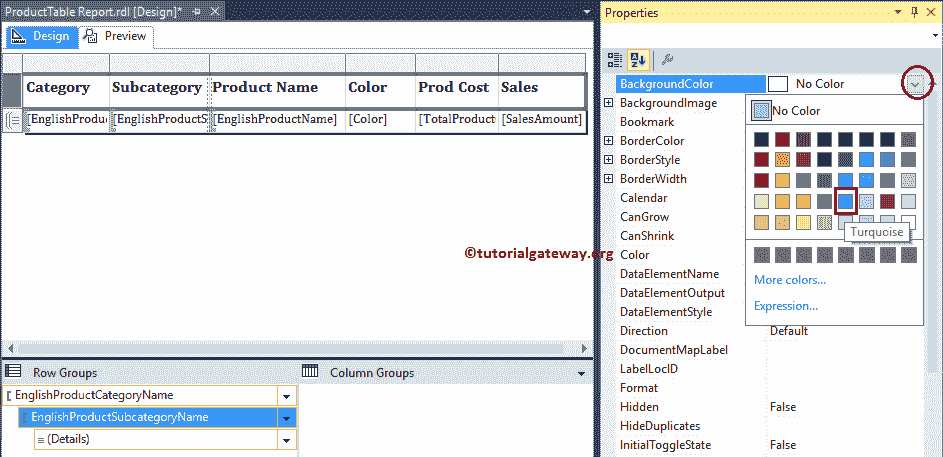 ProductTable Report.rdl [Design]*
Design Preview
Category Subcategory Product Name Color Prod Cost Sales
[EnglishProduc [EnglishProductS [EnglishProductName] [Color] [TotalProduct [SalesAmount]
©tutorialgateway.org
Row Groups
Column Groups
EnglishProductCategoryName
EnglishProductSubcategoryName
(Details)
Properties
BackgroundColor No Color
BackgroundImage
Bookmark
BorderColor
BorderStyle
BorderWidth
Calendar
CanGrow
CanShrink
Color
DataElementName
DataElementOutput
DataElementStyle
Direction Default
DocumentMapLabel
LabelLocID
Format
Hidden False
HideDuplicates
InitialToggleState False
No Color
Turquoise
More colors...
Expression...